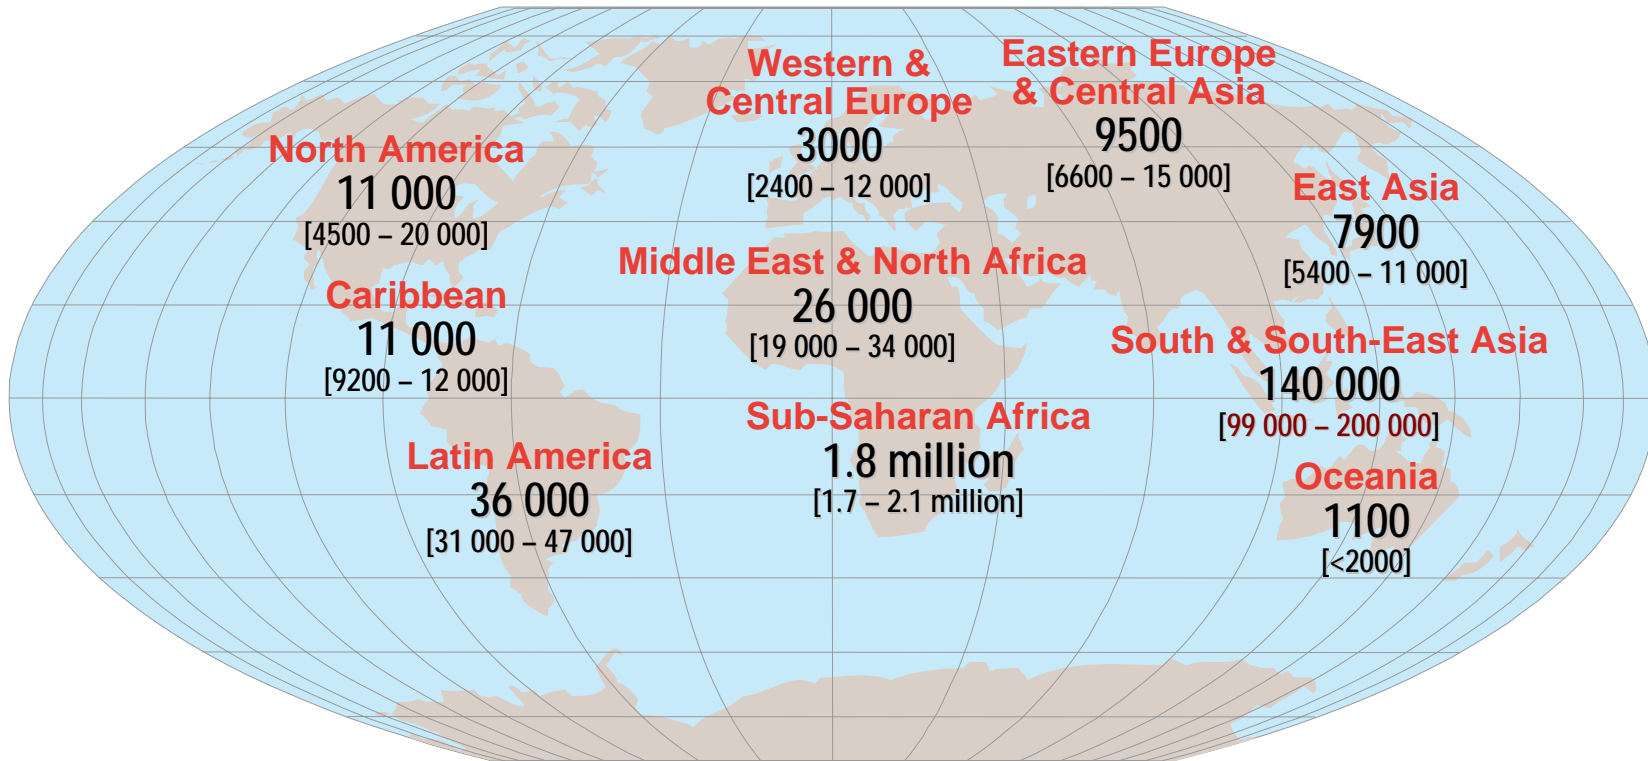 Western &
Central Europe
3000
[2400 – 12 000]
Eastern Europe
& Central Asia
9500
[6600 – 15 000]
North America
11 000
[4500 – 20 000]
East Asia
7900
[5400 – 11 000]
Middle East & North Africa
26 000
[19 000 – 34 000]
Caribbean
11 000
[9200 – 12 000]
South & South-East Asia
140 000
[99 000 – 200 000]
Sub-Saharan Africa
1.8 million
[1.7 – 2.1 million]
Latin America
36 000
[31 000 – 47 000]
Oceania
1100
[<2000]